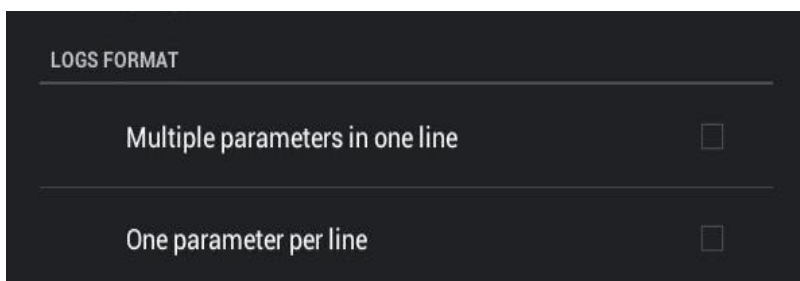 LOGS FORMAT
Multiple parameters in one line
One parameter per line